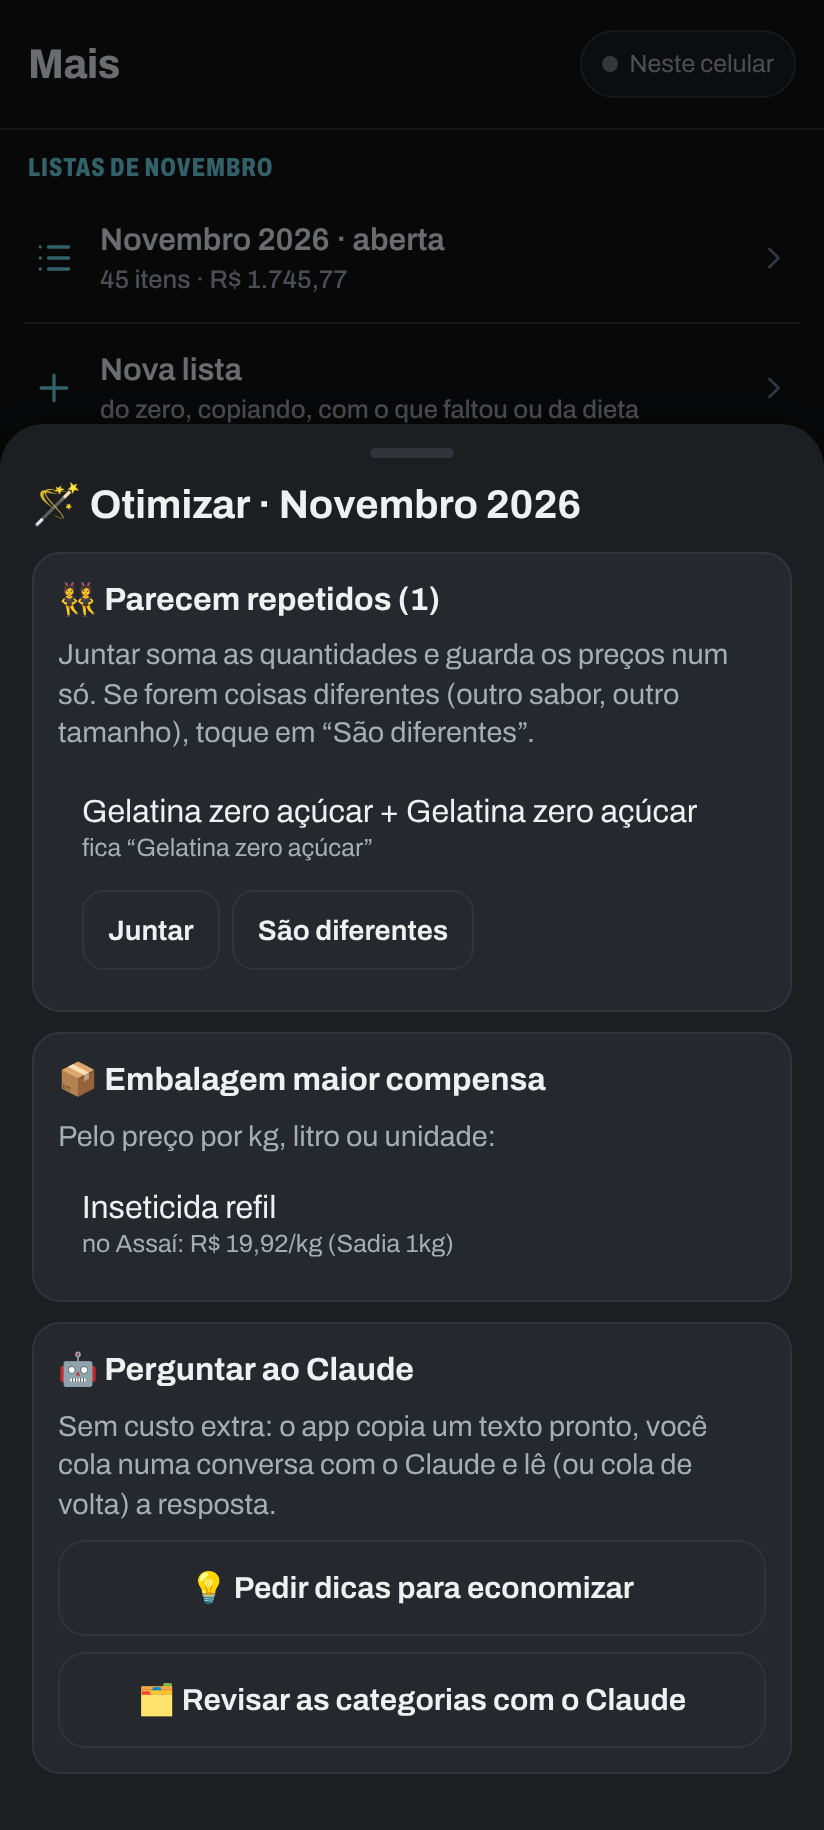 Mais
Neste celular
LISTAS DE NOVEMBRO
Novembro 2026 · aberta
45 itens · R$ 1.745,77
Nova lista
do zero, copiando, com o que faltou ou da dieta
Otimizar · Novembro 2026
Parecem repetidos (1)
Juntar soma as quantidades e guarda os preços num
só. Se forem coisas diferentes (outro sabor, outro
tamanho), toque em “São diferentes”.
Gelatina zero açúcar + Gelatina zero açúcar
fica “Gelatina zero açúcar”
Juntar
São diferentes
Embalagem maior compensa
Pelo preço por kg, litro ou unidade:
Inseticida refil
no Assaí: R$ 19,92/kg (Sadia 1kg)
Perguntar ao Claude
Sem custo extra: o app copia um texto pronto, você
cola numa conversa com o Claude e lê (ou cola de
volta) a resposta.
Pedir dicas para economizar
Revisar as categorias com o Claude